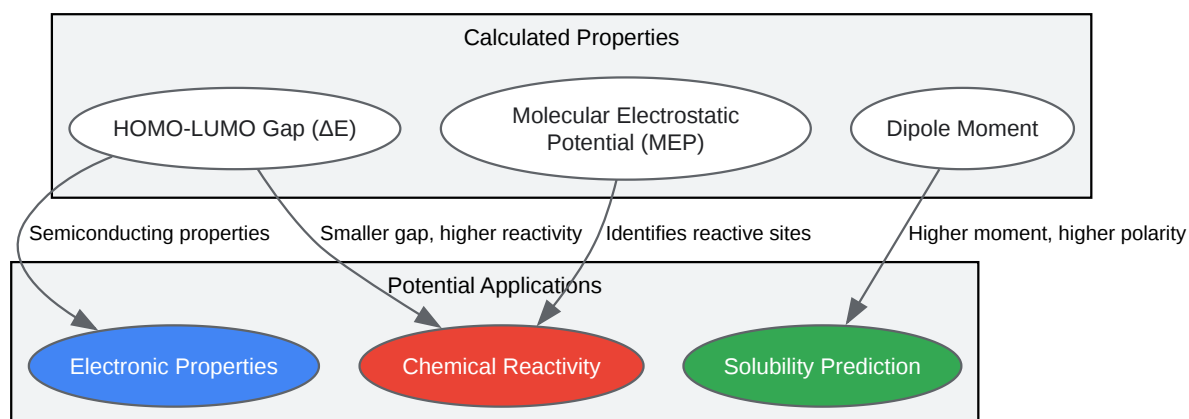 Calculated Properties
HOMO-LUMO Gap (ΔE)
Molecular Electrostatic
Potential (MEP)
Dipole Moment
Semiconducting properties
Smaller gap, higher reactivity
Identifies reactive sites
Higher moment, higher polarity
Potential Applications
Electronic Properties
Chemical Reactivity
Solubility Prediction